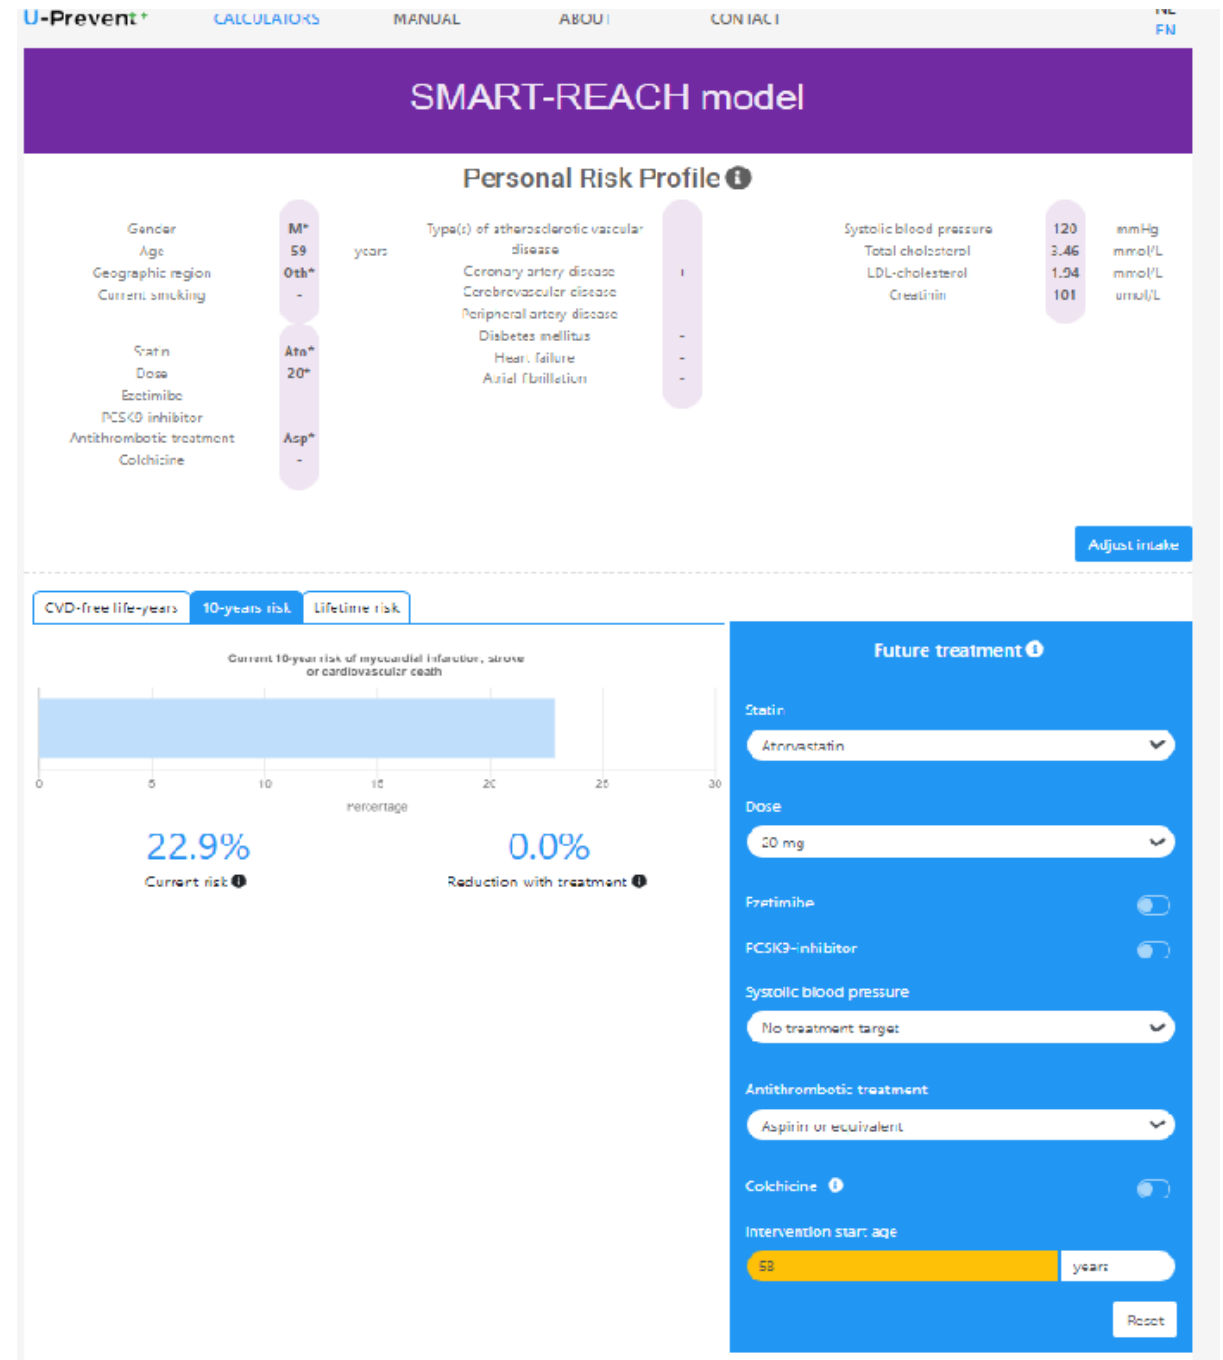 U-Prevent+ CALCULATORS MANUAL ABOUT CONTACT NL
EN
SMART-REACH model
Personal Risk Profile
Gender M*
Age 59 years
Geographic region Oth*
Current smoking -
Statin Ato*
Dose 20*
Ezetimibe
PCSK9 inhibitor
Antithrombotic treatment Asp*
Colchicine -
Type(s) of atherosclerotic vascular
disease
Coronary artery disease
Cerebrovascular disease
Peripheral artery disease
Diabetes mellitus -
Heart failure -
Atrial fibrillation -
Systolic blood pressure 120 mmHg
Total cholesterol 3.46 mmol/L
LDL-cholesterol 1.94 mmol/L
Creatinin 101 umol/L
Adjust intake
CVD-free life-years 10-years risk Lifetime risk
Current 10-year risk of myocardial infarction, stroke
or cardiovascular death
0 5 10 15 20 25 30
Percentage
22.9% 0.0%
Current risk Reduction with treatment
Future treatment
Statin
Atorvastatin
Dose
20 mg
Ezetimibe
PCSK9-inhibitor
Systolic blood pressure
No treatment target
Antithrombotic treatment
Aspirin or equivalent
Colchicine
Intervention start age
years
Reset